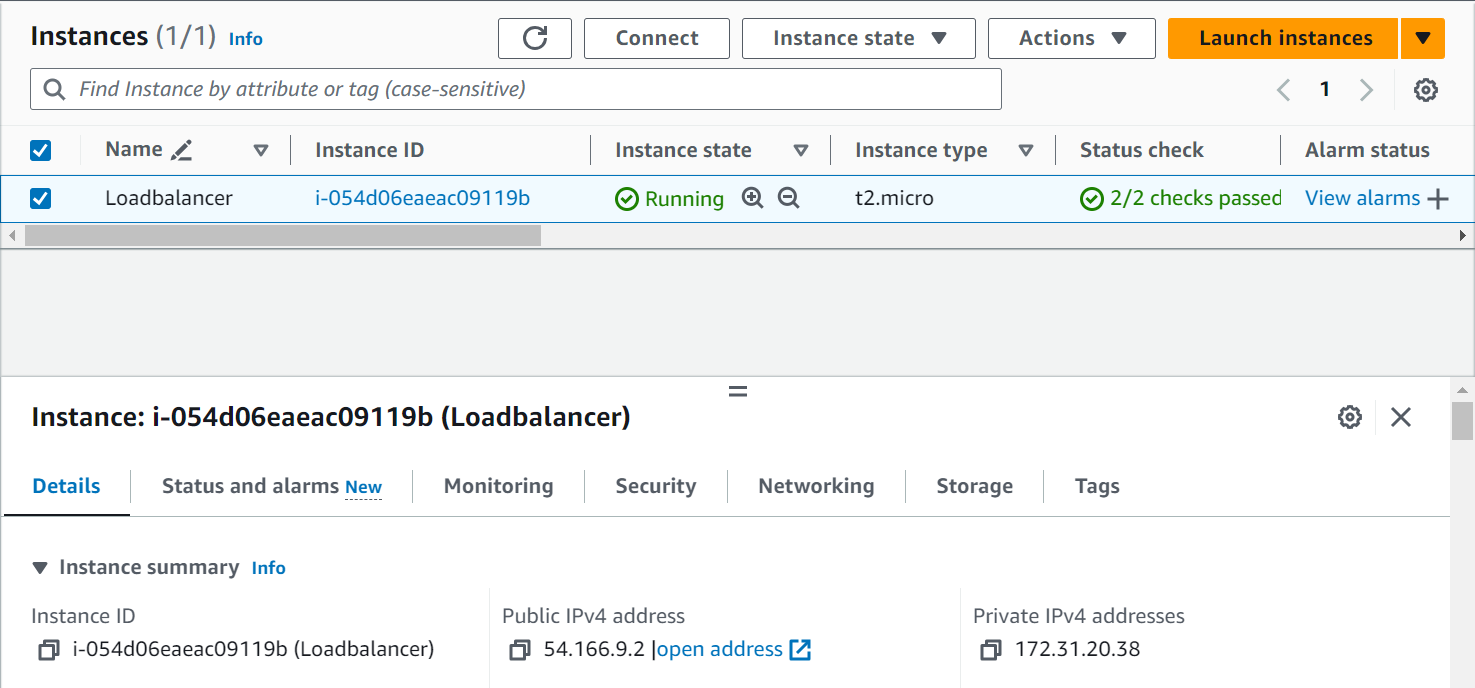 Instances (1/1) Info
Connect
Instance state
Actions
Launch instances
Find Instance by attribute or tag (case-sensitive)
1
Name Instance ID Instance state Instance type Status check Alarm status
Loadbalancer i-054d06eaeac09119b Running t2.micro 2/2 checks passed View alarms +
Instance: i-054d06eaeac09119b (Loadbalancer)
Details Status and alarms New Monitoring Security Networking Storage Tags
Instance summary Info
Instance ID
i-054d06eaeac09119b (Loadbalancer)
Public IPv4 address
54.166.9.2 |open address
Private IPv4 addresses
172.31.20.38